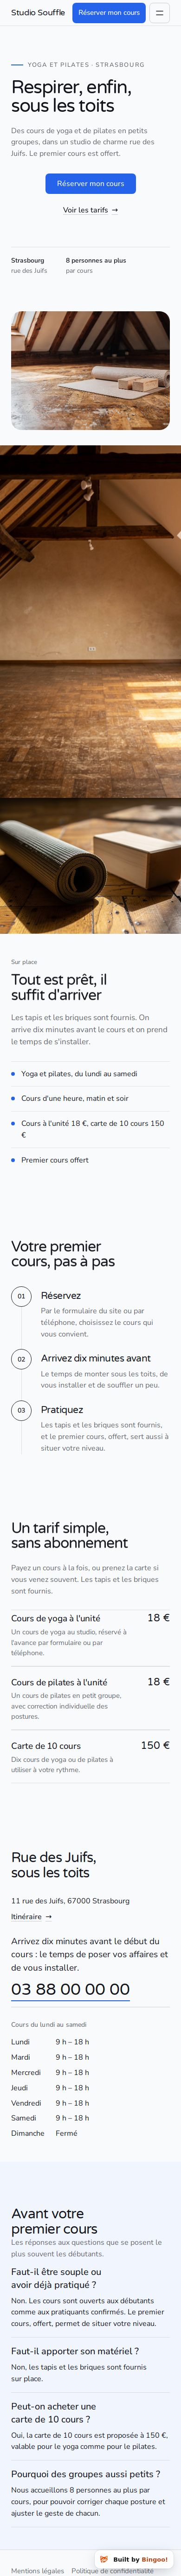 Studio Souffle
Réserver mon cours
YOGA ET PILATES · STRASBOURG
Respirer, enfin,
sous les toits
Des cours de yoga et de pilates en petits
groupes, dans un studio de charme rue des
Juifs. Le premier cours est offert.
Réserver mon cours
Voir les tarifs →
Strasbourg
rue des Juifs
8 personnes au plus
par cours
Sur place
Tout est prêt, il
suffit d'arriver
Les tapis et les briques sont fournis. On
arrive dix minutes avant le cours et on prend
le temps de s'installer.
Yoga et pilates, du lundi au samedi
Cours d'une heure, matin et soir
Cours à l'unité 18 €, carte de 10 cours 150
€
Premier cours offert
Votre premier
cours, pas à pas
01
Réservez
Par le formulaire du site ou par
téléphone, choisissez le cours qui
vous convient.
02
Arrivez dix minutes avant
Le temps de monter sous les toits, de
vous installer et de souffler un peu.
03
Pratiquez
Les tapis et les briques sont fournis,
et le premier cours, offert, sert aussi à
situer votre niveau.
Un tarif simple,
sans abonnement
Payez un cours à la fois, ou prenez la carte si
vous venez souvent. Les tapis et les briques
sont fournis.
Cours de yoga à l'unité
18 €
Un cours de yoga au studio, réservé à
l'avance par formulaire ou par
téléphone.
Cours de pilates à l'unité
18 €
Un cours de pilates en petit groupe,
avec correction individuelle des
postures.
Carte de 10 cours
150 €
Dix cours de yoga ou de pilates à
utiliser à votre rythme.
Rue des Juifs,
sous les toits
11 rue des Juifs, 67000 Strasbourg
Itinéraire →
Arrivez dix minutes avant le début du
cours : le temps de poser vos affaires et
de vous installer.
03 88 00 00 00
Cours du lundi au samedi
Lundi 9 h – 18 h
Mardi 9 h – 18 h
Mercredi 9 h – 18 h
Jeudi 9 h – 18 h
Vendredi 9 h – 18 h
Samedi 9 h – 18 h
Dimanche Fermé
Avant votre
premier cours
Les réponses aux questions que se posent le
plus souvent les débutants.
Faut-il être souple ou
avoir déjà pratiqué ?
Non. Les cours sont ouverts aux débutants
comme aux pratiquants confirmés. Le premier
cours, offert, permet de situer votre niveau.
Faut-il apporter son matériel ?
Non, les tapis et les briques sont fournis
sur place.
Peut-on acheter une
carte de 10 cours ?
Oui, la carte de 10 cours est proposée à 150 €,
valable pour le yoga comme pour le pilates.
Pourquoi des groupes aussi petits ?
Nous accueillons 8 personnes au plus par
cours, pour pouvoir corriger chaque posture et
ajuster le geste de chacun.
Built by Bingoo!
Mentions légales Politique de confidentialité